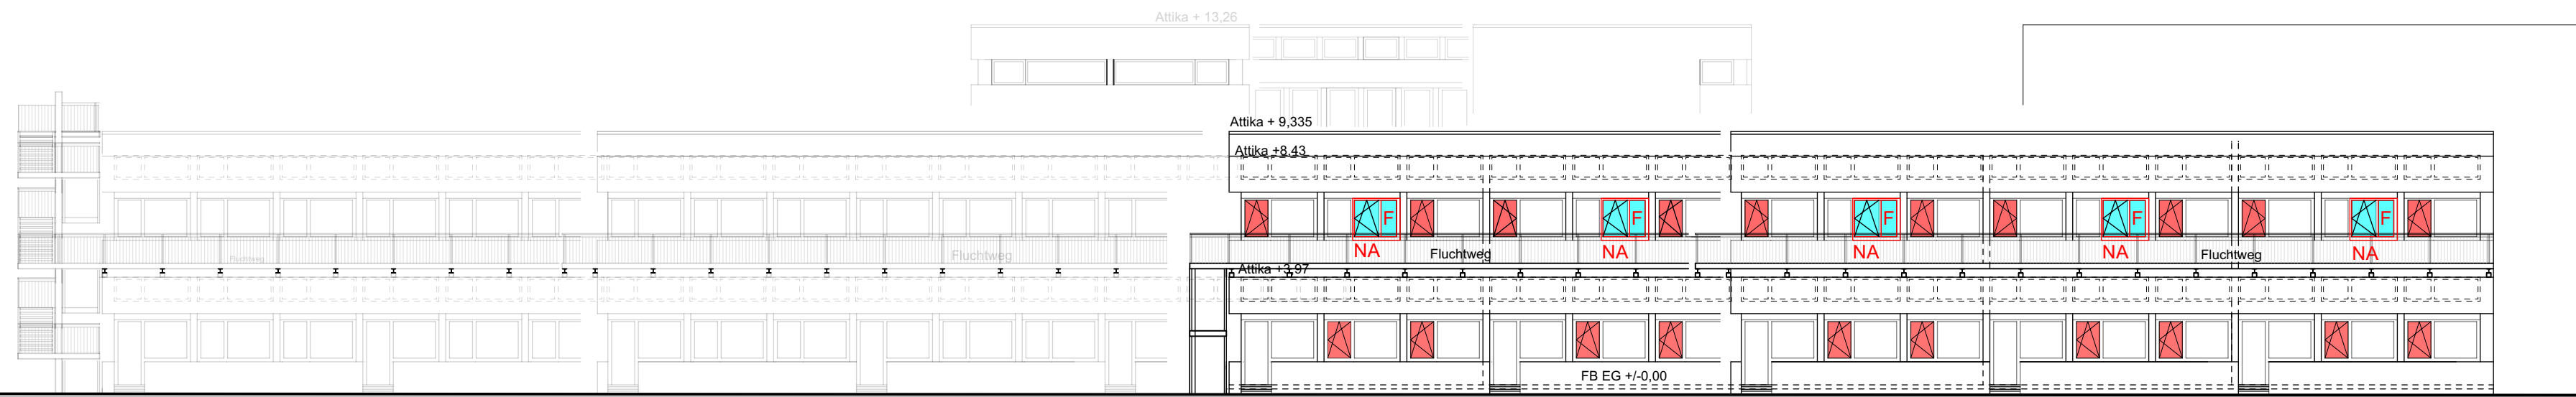 Attika + 13,26
Attika + 9,335
Attika +8.43
F
F
F
F
F
NA
NA
NA
NA
NA
Fluchtweg
Fluchtweg
Fluchtweg
Fluchtweg
Attika +3,97
FB EG +/-0,00